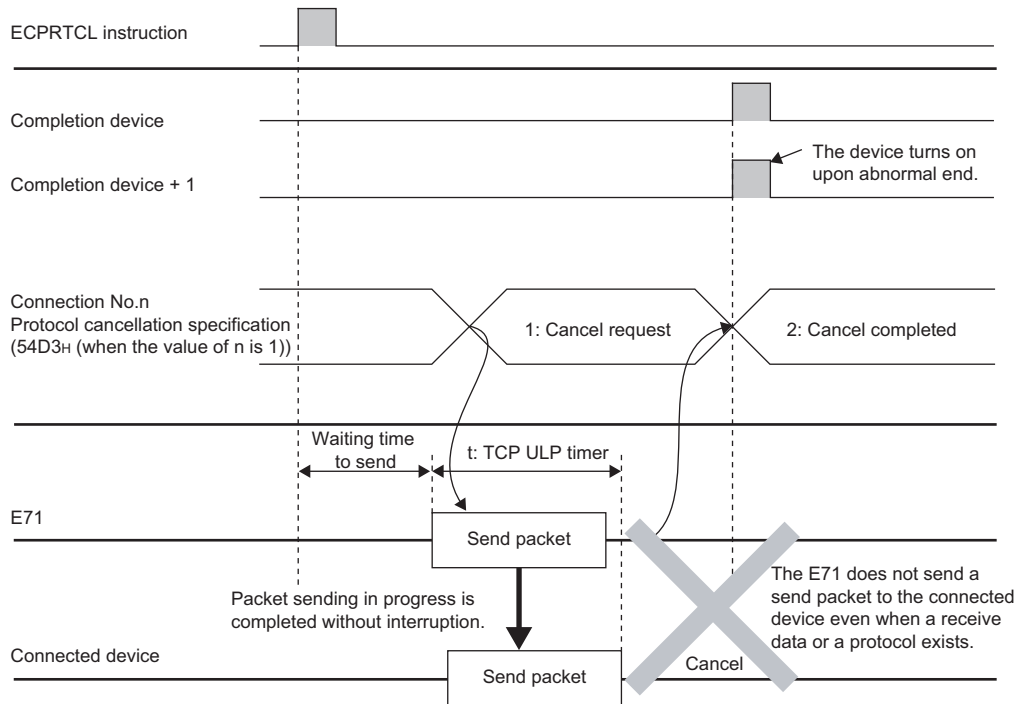 ECPRTCL instruction
Completion device
The device turns on
upon abnormal end.
Completion device + 1
Connection No.n
Protocol cancellation specification
(54D3H (when the value of n is 1))
1: Cancel request
2: Cancel completed
Waiting time
to send
t: TCP ULP timer
E71
Send packet
The E71 does not send a
send packet to the connected
device even when a receive
data or a protocol exists.
Packet sending in progress is
completed without interruption.
Connected device
Send packet
Cancel